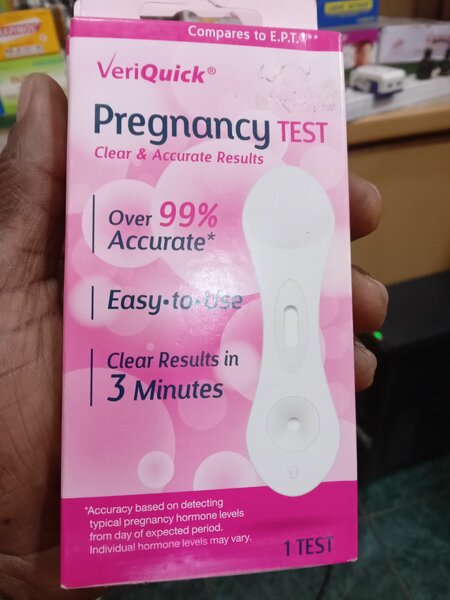 Compares to E.P.T.®**
VeriQuick®
Pregnancy TEST
Clear & Accurate Results
Over 99%
Accurate*
Easy•to•Use
Clear Results in
3 Minutes
*Accuracy based on detecting
typical pregnancy hormone levels
from day of expected period.
Individual hormone levels may vary.
1 TEST